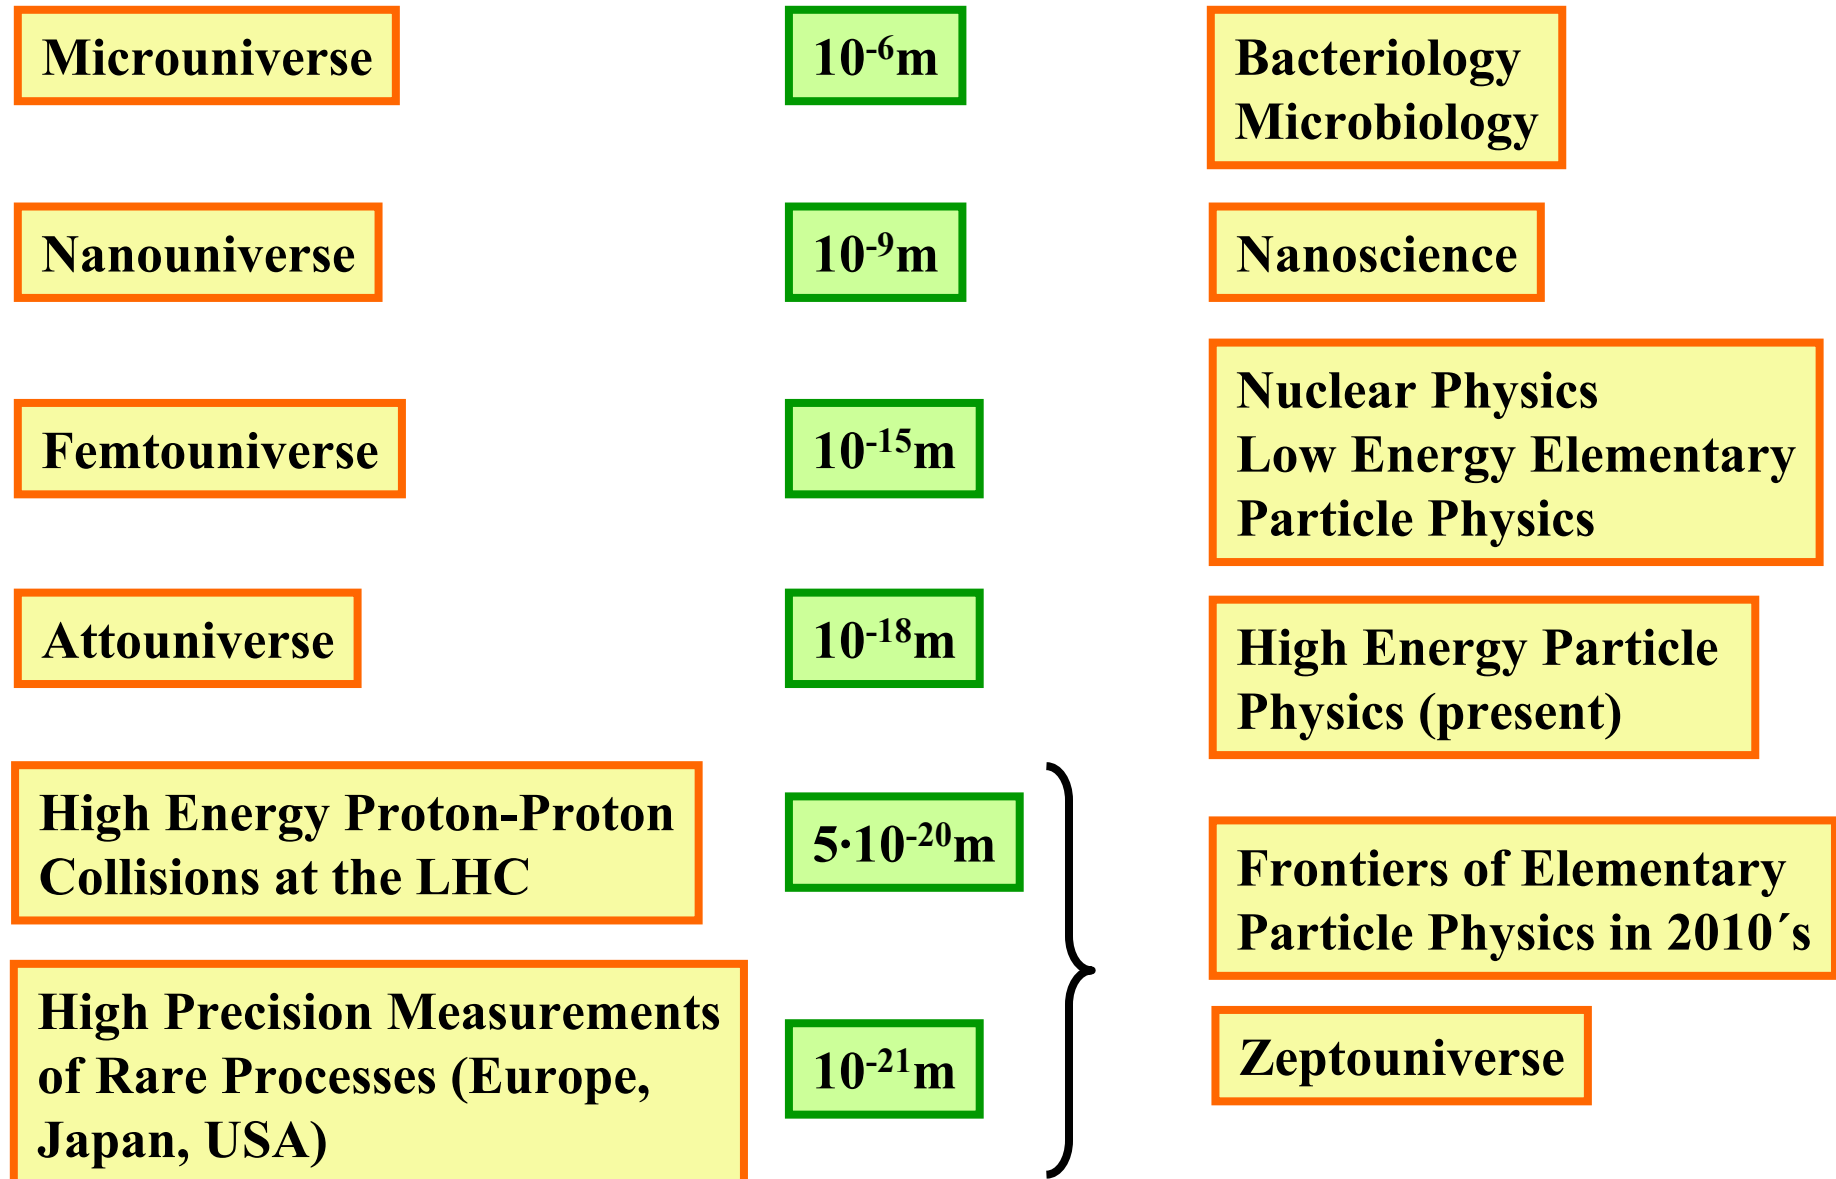 Microuniverse
10⁻⁶m
Bacteriology
Microbiology
Nanouniverse
10⁻⁹m
Nanoscience
Femtouniverse
10⁻¹⁵m
Nuclear Physics
Low Energy Elementary
Particle Physics
Attouniverse
10⁻¹⁸m
High Energy Particle
Physics (present)
High Energy Proton-Proton
Collisions at the LHC
5·10⁻²⁰m
Frontiers of Elementary
Particle Physics in 2010´s
High Precision Measurements
of Rare Processes (Europe,
Japan, USA)
10⁻²¹m
Zeptouniverse